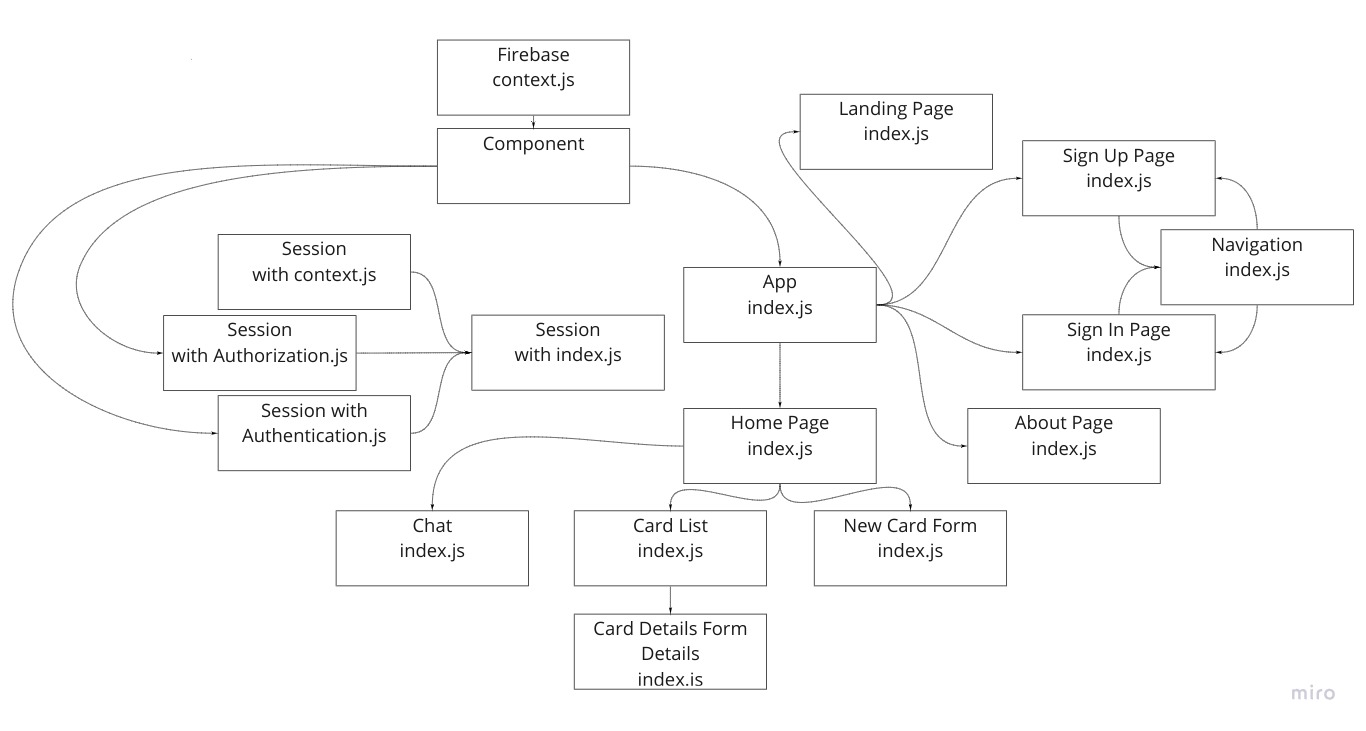 Firebase
context.js
Component
Landing Page
index.js
Sign Up Page
index.js
Navigation
index.js
Session
with context.js
App
index.js
Session
with Authorization.js
Session
with index.js
Sign In Page
index.js
Session with
Authentication.js
Home Page
index.js
About Page
index.js
Chat
index.js
Card List
index.js
New Card Form
index.js
Card Details Form
Details
index.js
miro